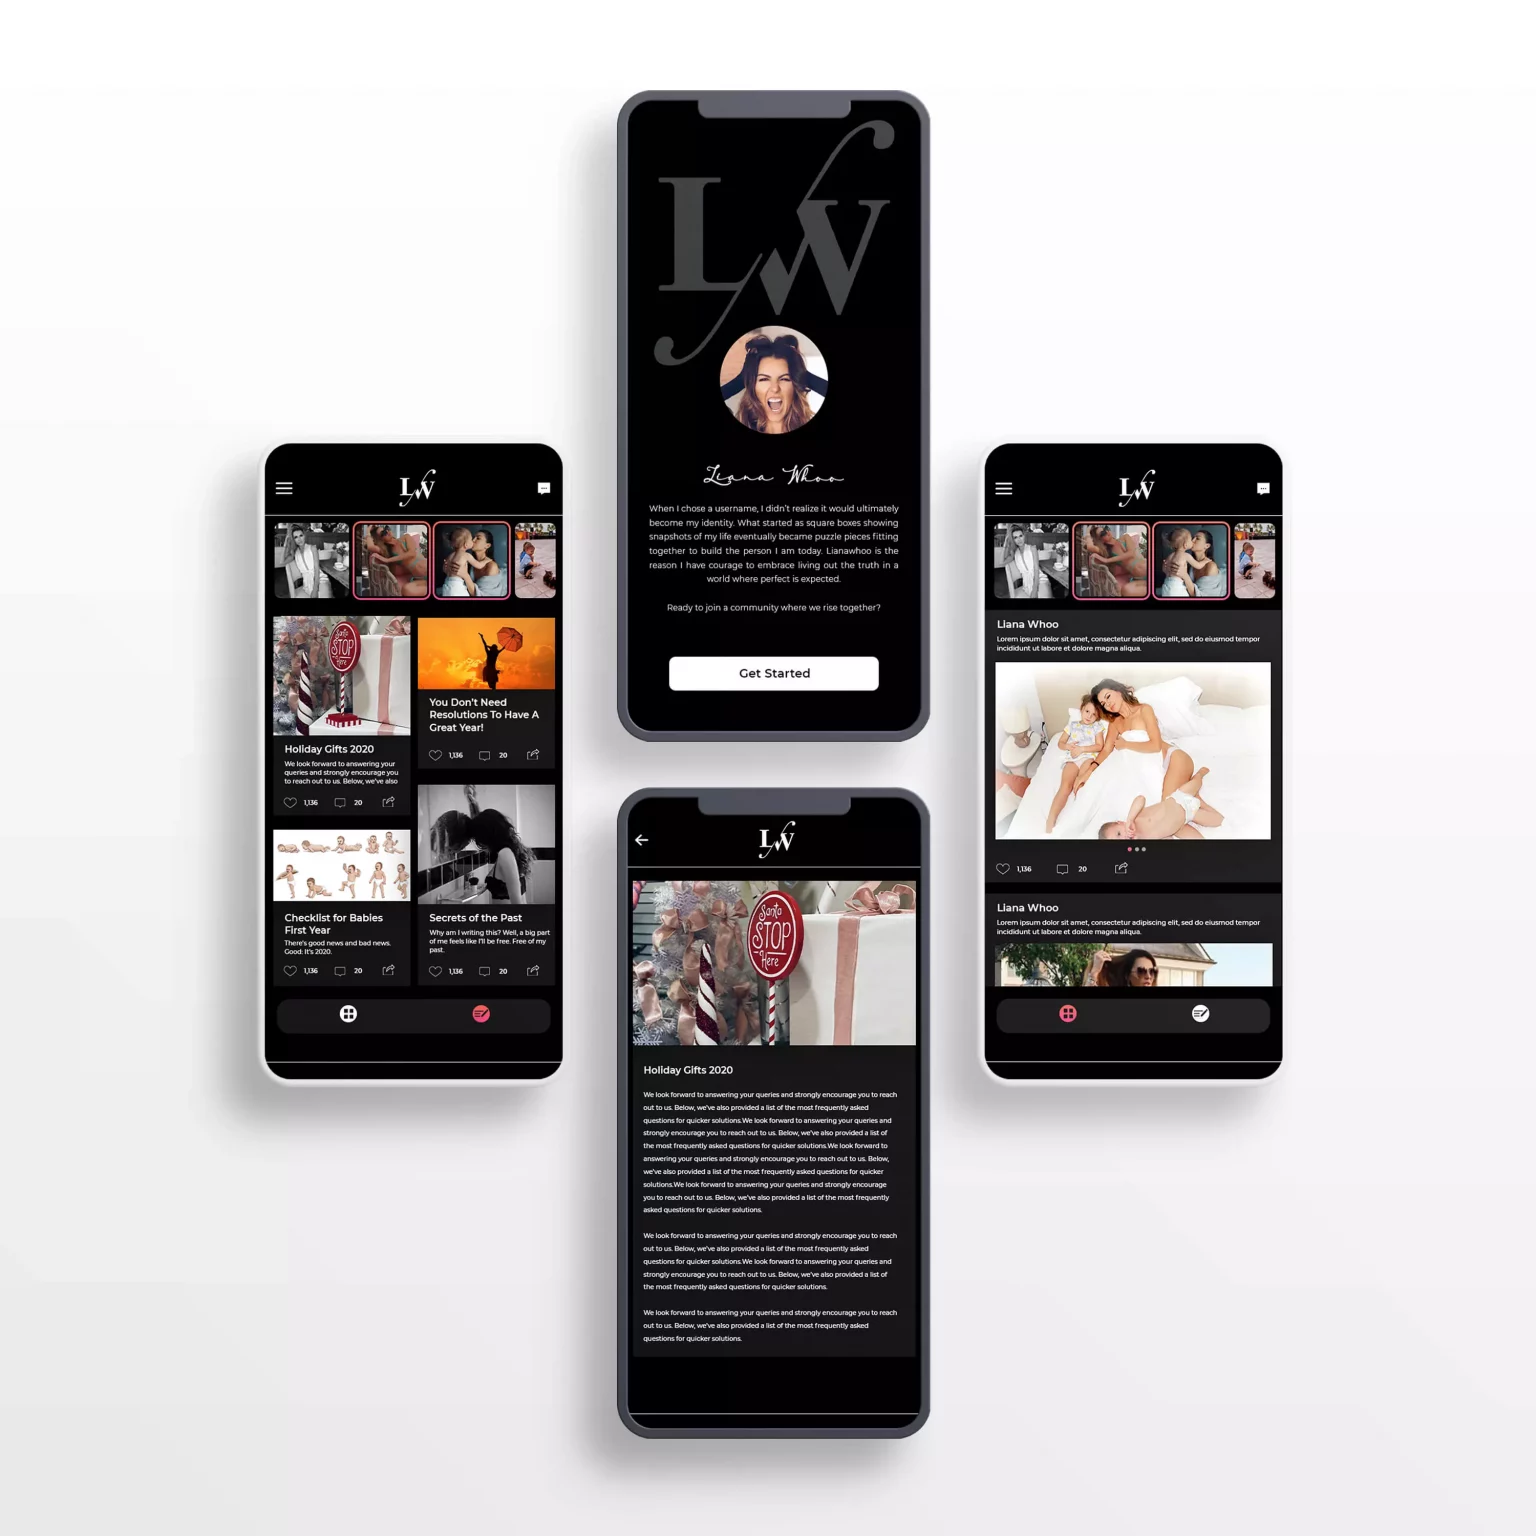 LW
Liana Whoo
When I chose a username, I didn't realize it would ultimately
become my identity. What started as square boxes showing
snapshots of my life eventually became puzzle pieces fitting
together to build the person I am today. Lianawhoo is the
reason I have courage to embrace living out the truth in a
world where perfect is expected.
Ready to join a community where we rise together?
Get Started
LW
Santa
STOP
Here
Holiday Gifts 2020
We look forward to answering your
queries and strongly encourage you
to reach out to us. Below, we've also
1,136 20
You Don't Need
Resolutions To Have A
Great Year!
1,136 20
Checklist for Babies
First Year
There's good news and bad news.
Good: It's 2020.
1,136 20
Secrets of the Past
Why am I writing this? Well, a big part
of me feels like I'll be free. Free of my
past.
1,136 20
LW
Liana Whoo
Lorem ipsum dolor sit amet, consectetur adipiscing elit, sed do eiusmod tempor
incididunt ut labore et dolore magna aliqua.
1,136 20
Liana Whoo
Lorem ipsum dolor sit amet, consectetur adipiscing elit, sed do eiusmod tempor
incididunt ut labore et dolore magna aliqua.
LW
Santa
STOP
Here
Holiday Gifts 2020
We look forward to answering your queries and strongly encourage you to reach
out to us. Below, we've also provided a list of the most frequently asked
questions for quicker solutions.We look forward to answering your queries and
strongly encourage you to reach out to us. Below, we've also provided a list of
the most frequently asked questions for quicker solutions.We look forward to
answering your queries and strongly encourage you to reach out to us. Below,
we've also provided a list of the most frequently asked questions for quicker
solutions.We look forward to answering your queries and strongly encourage
you to reach out to us. Below, we've also provided a list of the most frequently
asked questions for quicker solutions.
We look forward to answering your queries and strongly encourage you to reach
out to us. Below, we've also provided a list of the most frequently asked
questions for quicker solutions.We look forward to answering your queries and
strongly encourage you to reach out to us. Below, we've also provided a list of
the most frequently asked questions for quicker solutions.
We look forward to answering your queries and strongly encourage you to reach
out to us. Below, we've also provided a list of the most frequently asked
questions for quicker solutions.